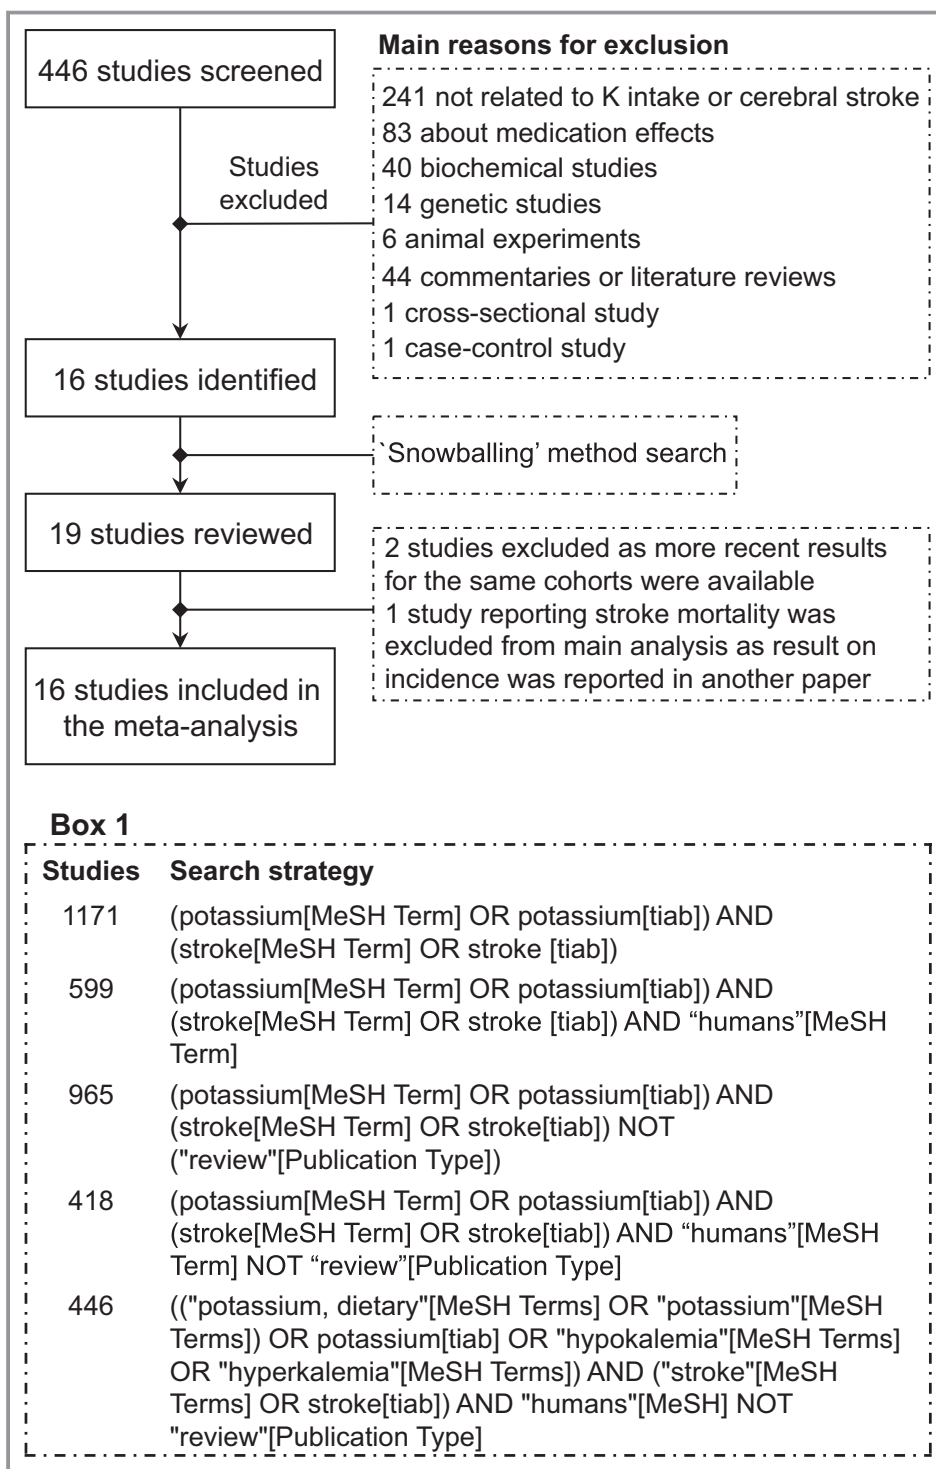 446 studies screened
Studies
excluded
Main reasons for exclusion
241 not related to K intake or cerebral stroke
83 about medication effects
40 biochemical studies
14 genetic studies
6 animal experiments
44 commentaries or literature reviews
1 cross-sectional study
1 case-control study
16 studies identified
`Snowballing’ method search
19 studies reviewed
2 studies excluded as more recent results
for the same cohorts were available
1 study reporting stroke mortality was
excluded from main analysis as result on
incidence was reported in another paper
16 studies included in
the meta-analysis
Box 1
Studies Search strategy
1171 (potassium[MeSH Term] OR potassium[tiab]) AND
(stroke[MeSH Term] OR stroke [tiab])
599 (potassium[MeSH Term] OR potassium[tiab]) AND
(stroke[MeSH Term] OR stroke [tiab]) AND “humans”[MeSH
Term]
965 (potassium[MeSH Term] OR potassium[tiab]) AND
(stroke[MeSH Term] OR stroke[tiab]) NOT
("review"[Publication Type])
418 (potassium[MeSH Term] OR potassium[tiab]) AND
(stroke[MeSH Term] OR stroke[tiab]) AND “humans”[MeSH
Term] NOT “review”[Publication Type]
446 (("potassium, dietary"[MeSH Terms] OR "potassium"[MeSH
Terms]) OR potassium[tiab] OR "hypokalemia"[MeSH Terms]
OR "hyperkalemia"[MeSH Terms]) AND ("stroke"[MeSH
Terms] OR stroke[tiab]) AND "humans"[MeSH] NOT
"review"[Publication Type]